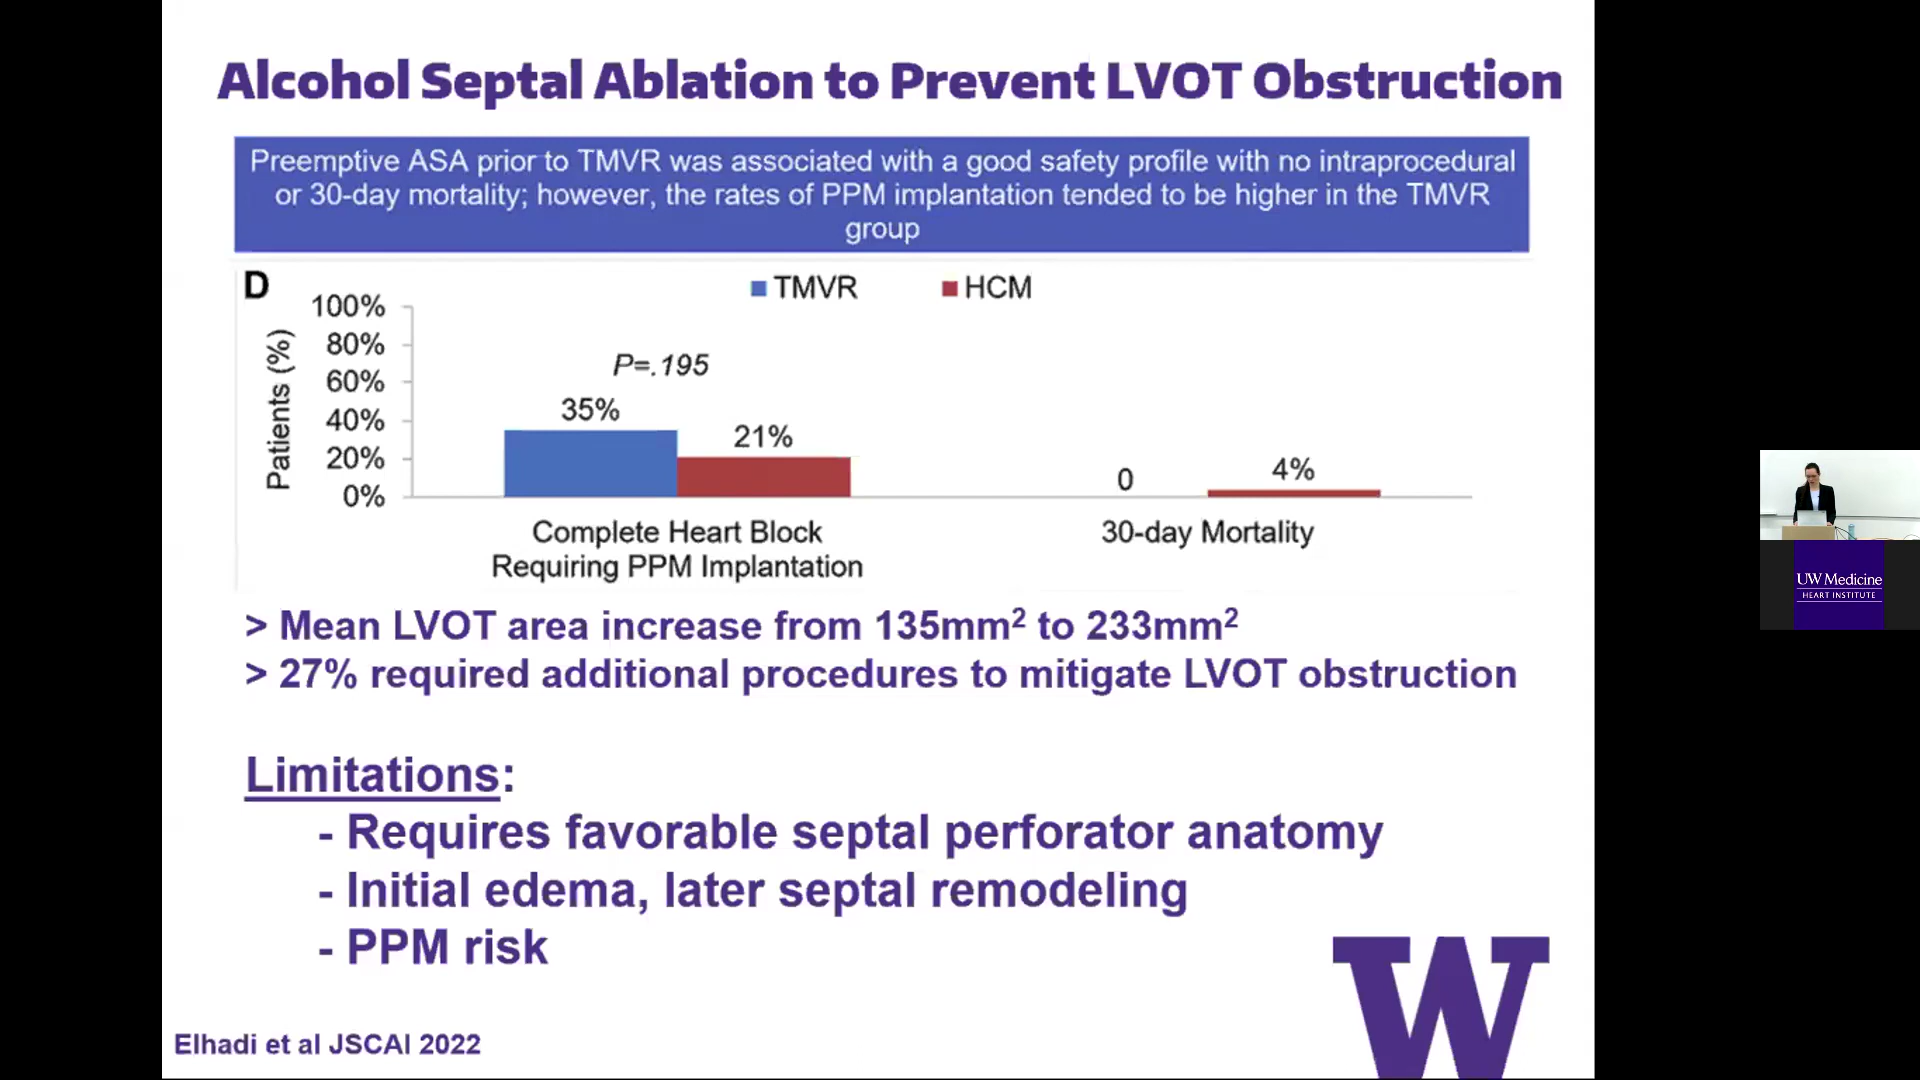 Alcohol Septal Ablation to Prevent LVOT Obstruction
Preemptive ASA prior to TMVR was associated with a good safety profile with no intraprocedural
or 30-day mortality; however, the rates of PPM implantation tended to be higher in the TMVR
group
D
TMVR
HCM
Patients (%)
100%
80%
60%
40%
20%
0%
P=.195
35%
21%
0
4%
Complete Heart Block
Requiring PPM Implantation
30-day Mortality
> Mean LVOT area increase from 135mm² to 233mm²
> 27% required additional procedures to mitigate LVOT obstruction
Limitations:
- Requires favorable septal perforator anatomy
- Initial edema, later septal remodeling
- PPM risk
Elhadi et al JSCAI 2022
W
UW Medicine
HEART INSTITUTE